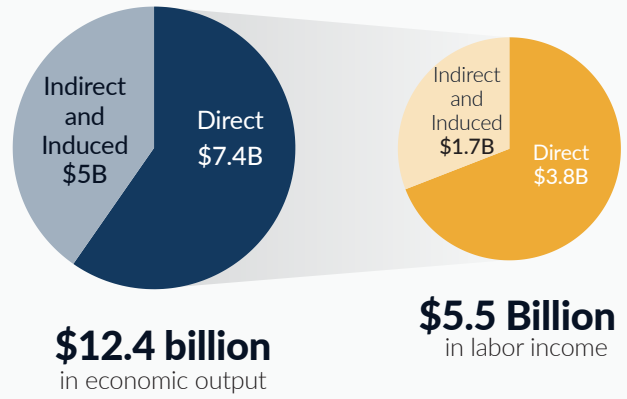 Indirect
and
Induced
$5B
Direct
$7.4B
$12.4 billion
in economic output
Indirect
and
Induced
$1.7B
Direct
$3.8B
$5.5 Billion
in labor income